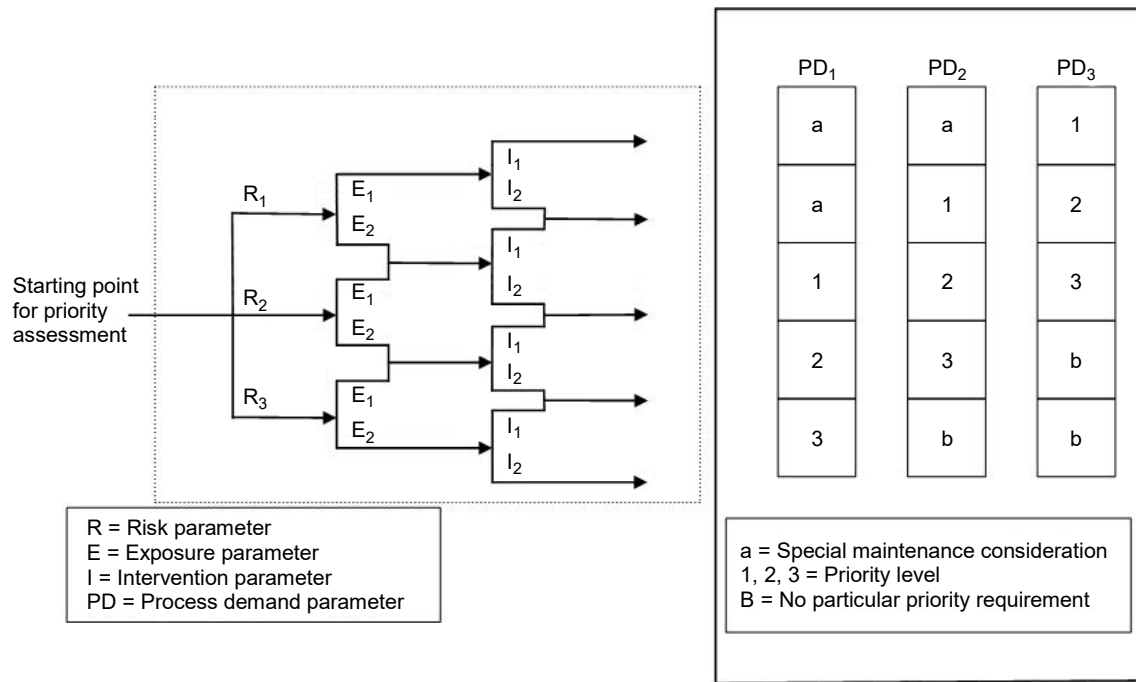 Starting point
for priority
assessment
R₁
R₂
R₃
E₁
E₂
E₁
E₂
E₁
E₂
I₁
I₂
I₁
I₂
I₁
I₂
I₁
I₂
PD₁ PD₂ PD₃
a a 1
a 1 2
1 2 3
2 3 b
3 b b
R = Risk parameter
E = Exposure parameter
I = Intervention parameter
PD = Process demand parameter
a = Special maintenance consideration
1, 2, 3 = Priority level
B = No particular priority requirement